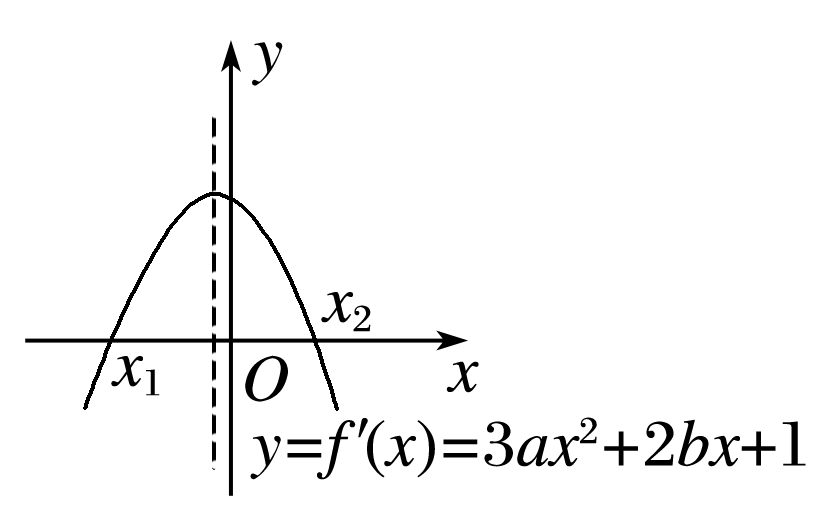 y
x₂
x₁
O
x
y=f′(x)=3ax²+2bx+1